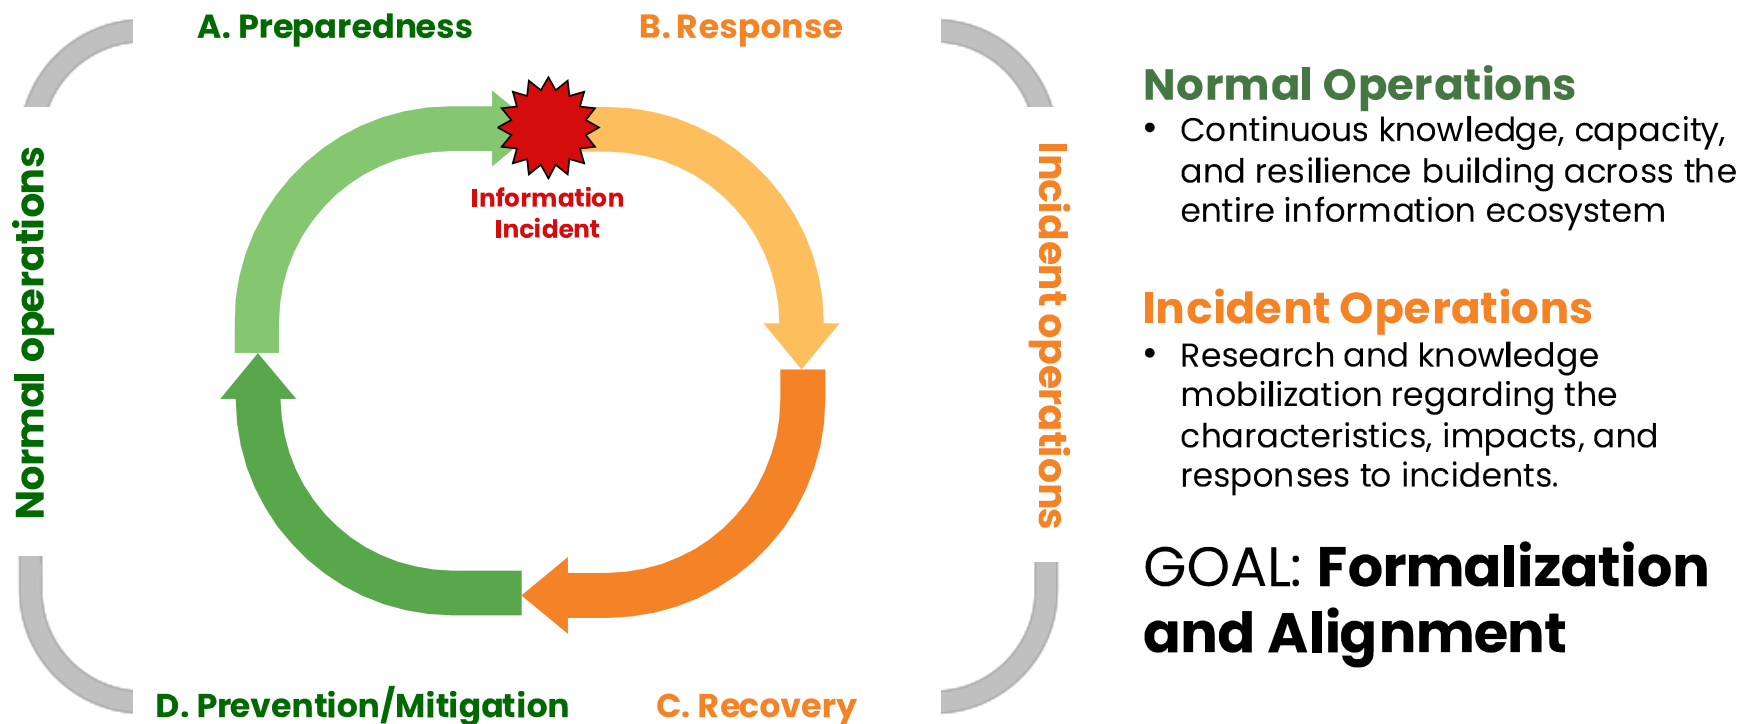 A. Preparedness
B. Response
Normal operations
Information
Incident
Incident operations
D. Prevention/Mitigation
C. Recovery
Normal Operations
• Continuous knowledge, capacity,
and resilience building across the
entire information ecosystem
Incident Operations
• Research and knowledge
mobilization regarding the
characteristics, impacts, and
responses to incidents.
GOAL: Formalization
and Alignment